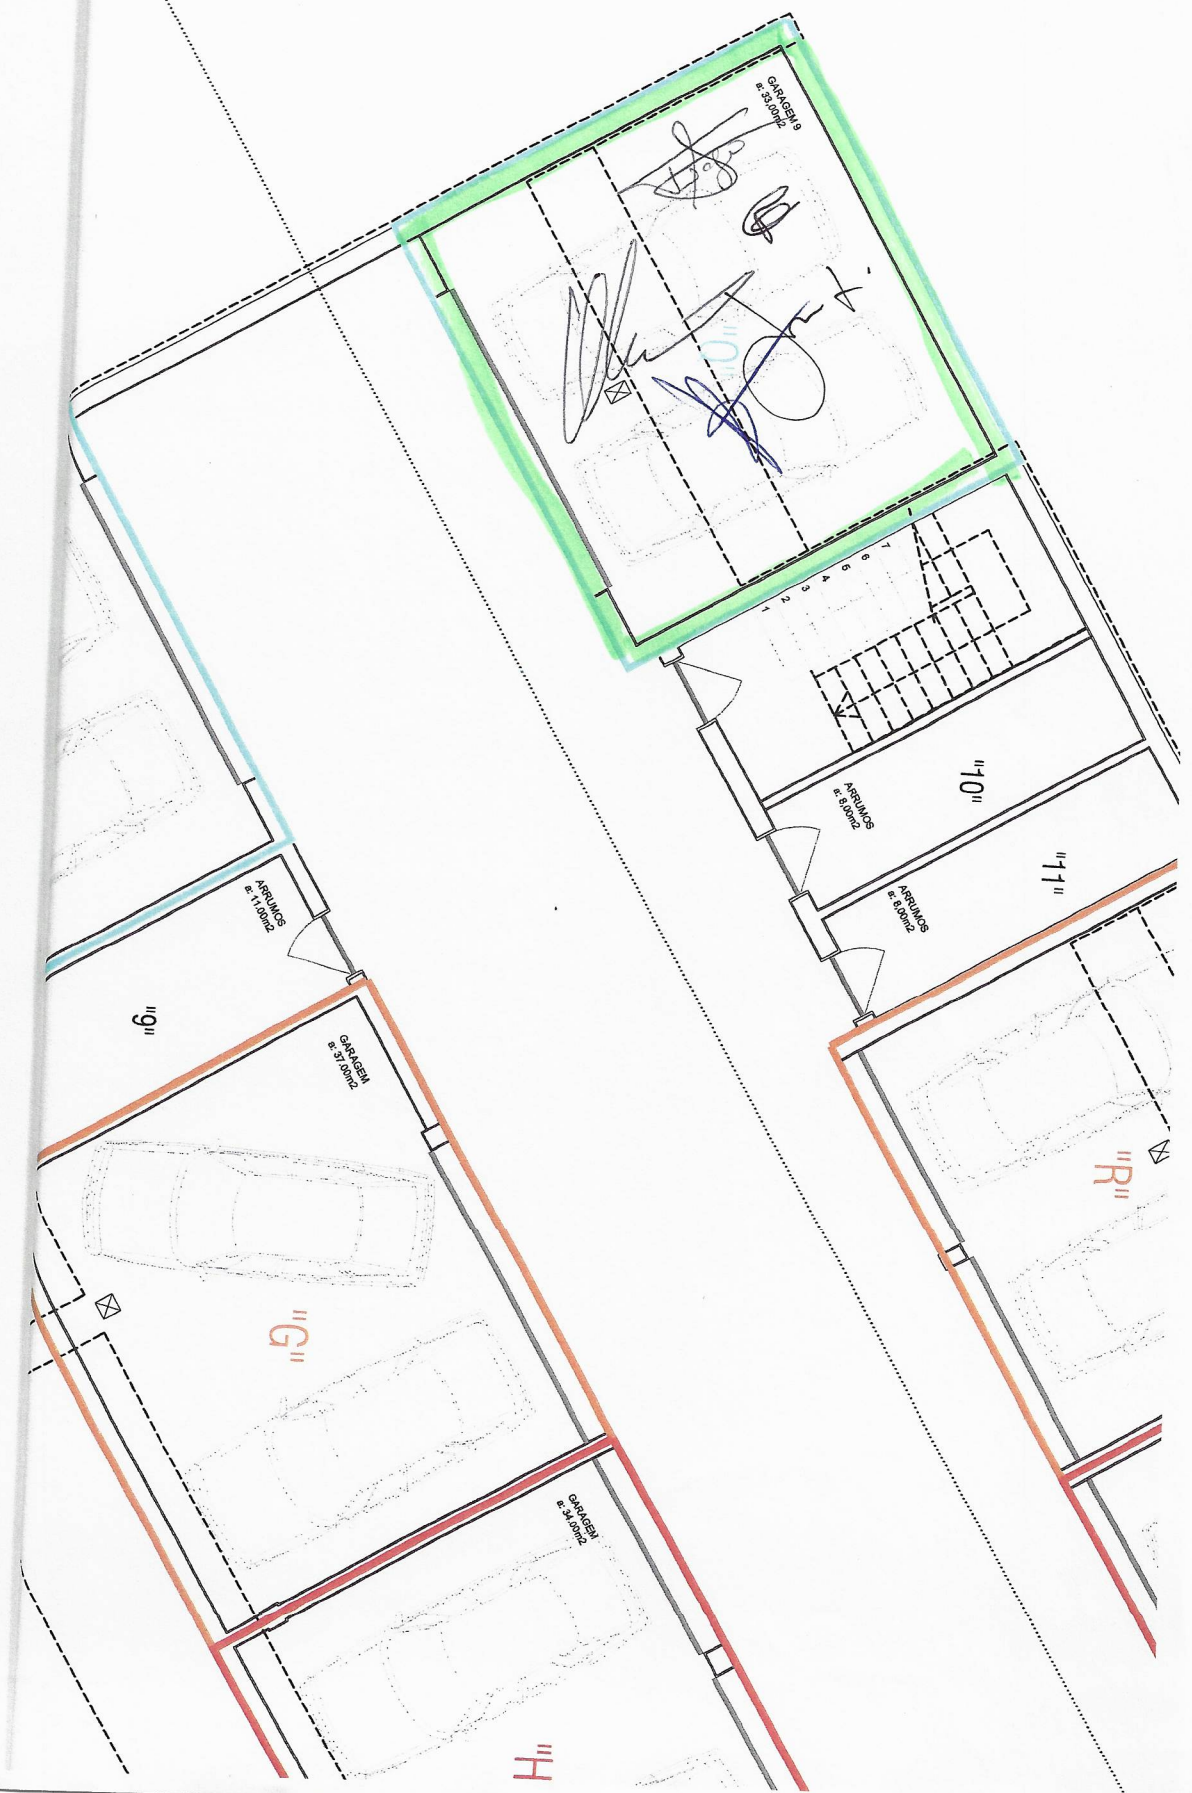 GARAGEM 9
a: 33,00m2
"Q"
1
2
3
4
5
6
7
"10"
ARRUMOS
a: 8,00m2
"11"
ARRUMOS
a: 8,00m2
ARRUMOS
a: 11,00m2
"9"
GARAGEM
a: 37,00m2
"R"
"G"
GARAGEM
a: 34,00m2
"H